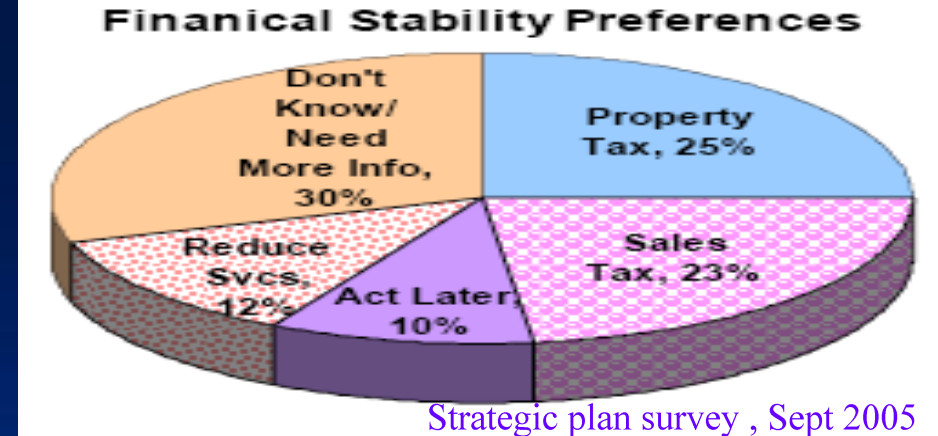 Finanical Stability Preferences
Don't
Know/
Need
More Info,
30%
Property
Tax, 25%
Sales
Tax, 23%
Act Later,
10%
Reduce
Svcs,
12%
Strategic plan survey , Sept 2005